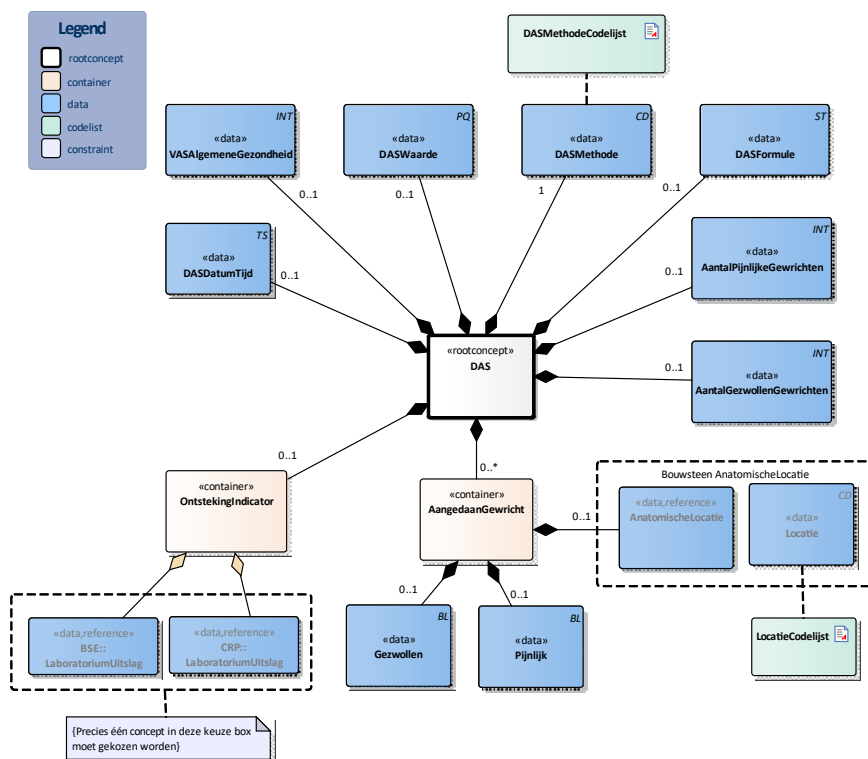 Legend
rootconcept
container
data
codelist
constraint
DASMethodeCodelijst
INT
«data»
VASAlgemeneGezondheid
PQ
«data»
DASWaarde
CD
«data»
DASMethode
ST
«data»
DASFormule
0..1
0..1
1
0..1
TS
«data»
DASDatumTijd
0..1
INT
«data»
AantalPijnlijkeGewrichten
0..1
«rootconcept»
DAS
INT
«data»
AantalGezwollenGewrichten
0..1
0..1
0..*
«container»
OntstekingIndicator
«container»
AangedaanGewricht
0..1
Bouwsteen AnatomischeLocatie
«data,reference»
AnatomischeLocatie
CD
«data»
Locatie
0..1
0..1
«data,reference»
BSE::
LaboratoriumUitslag
«data,reference»
CRP::
LaboratoriumUitslag
BL
«data»
Gezwollen
BL
«data»
Pijnlijk
LocatieCodelijst
{Precies één concept in deze keuze box
moet gekozen worden}